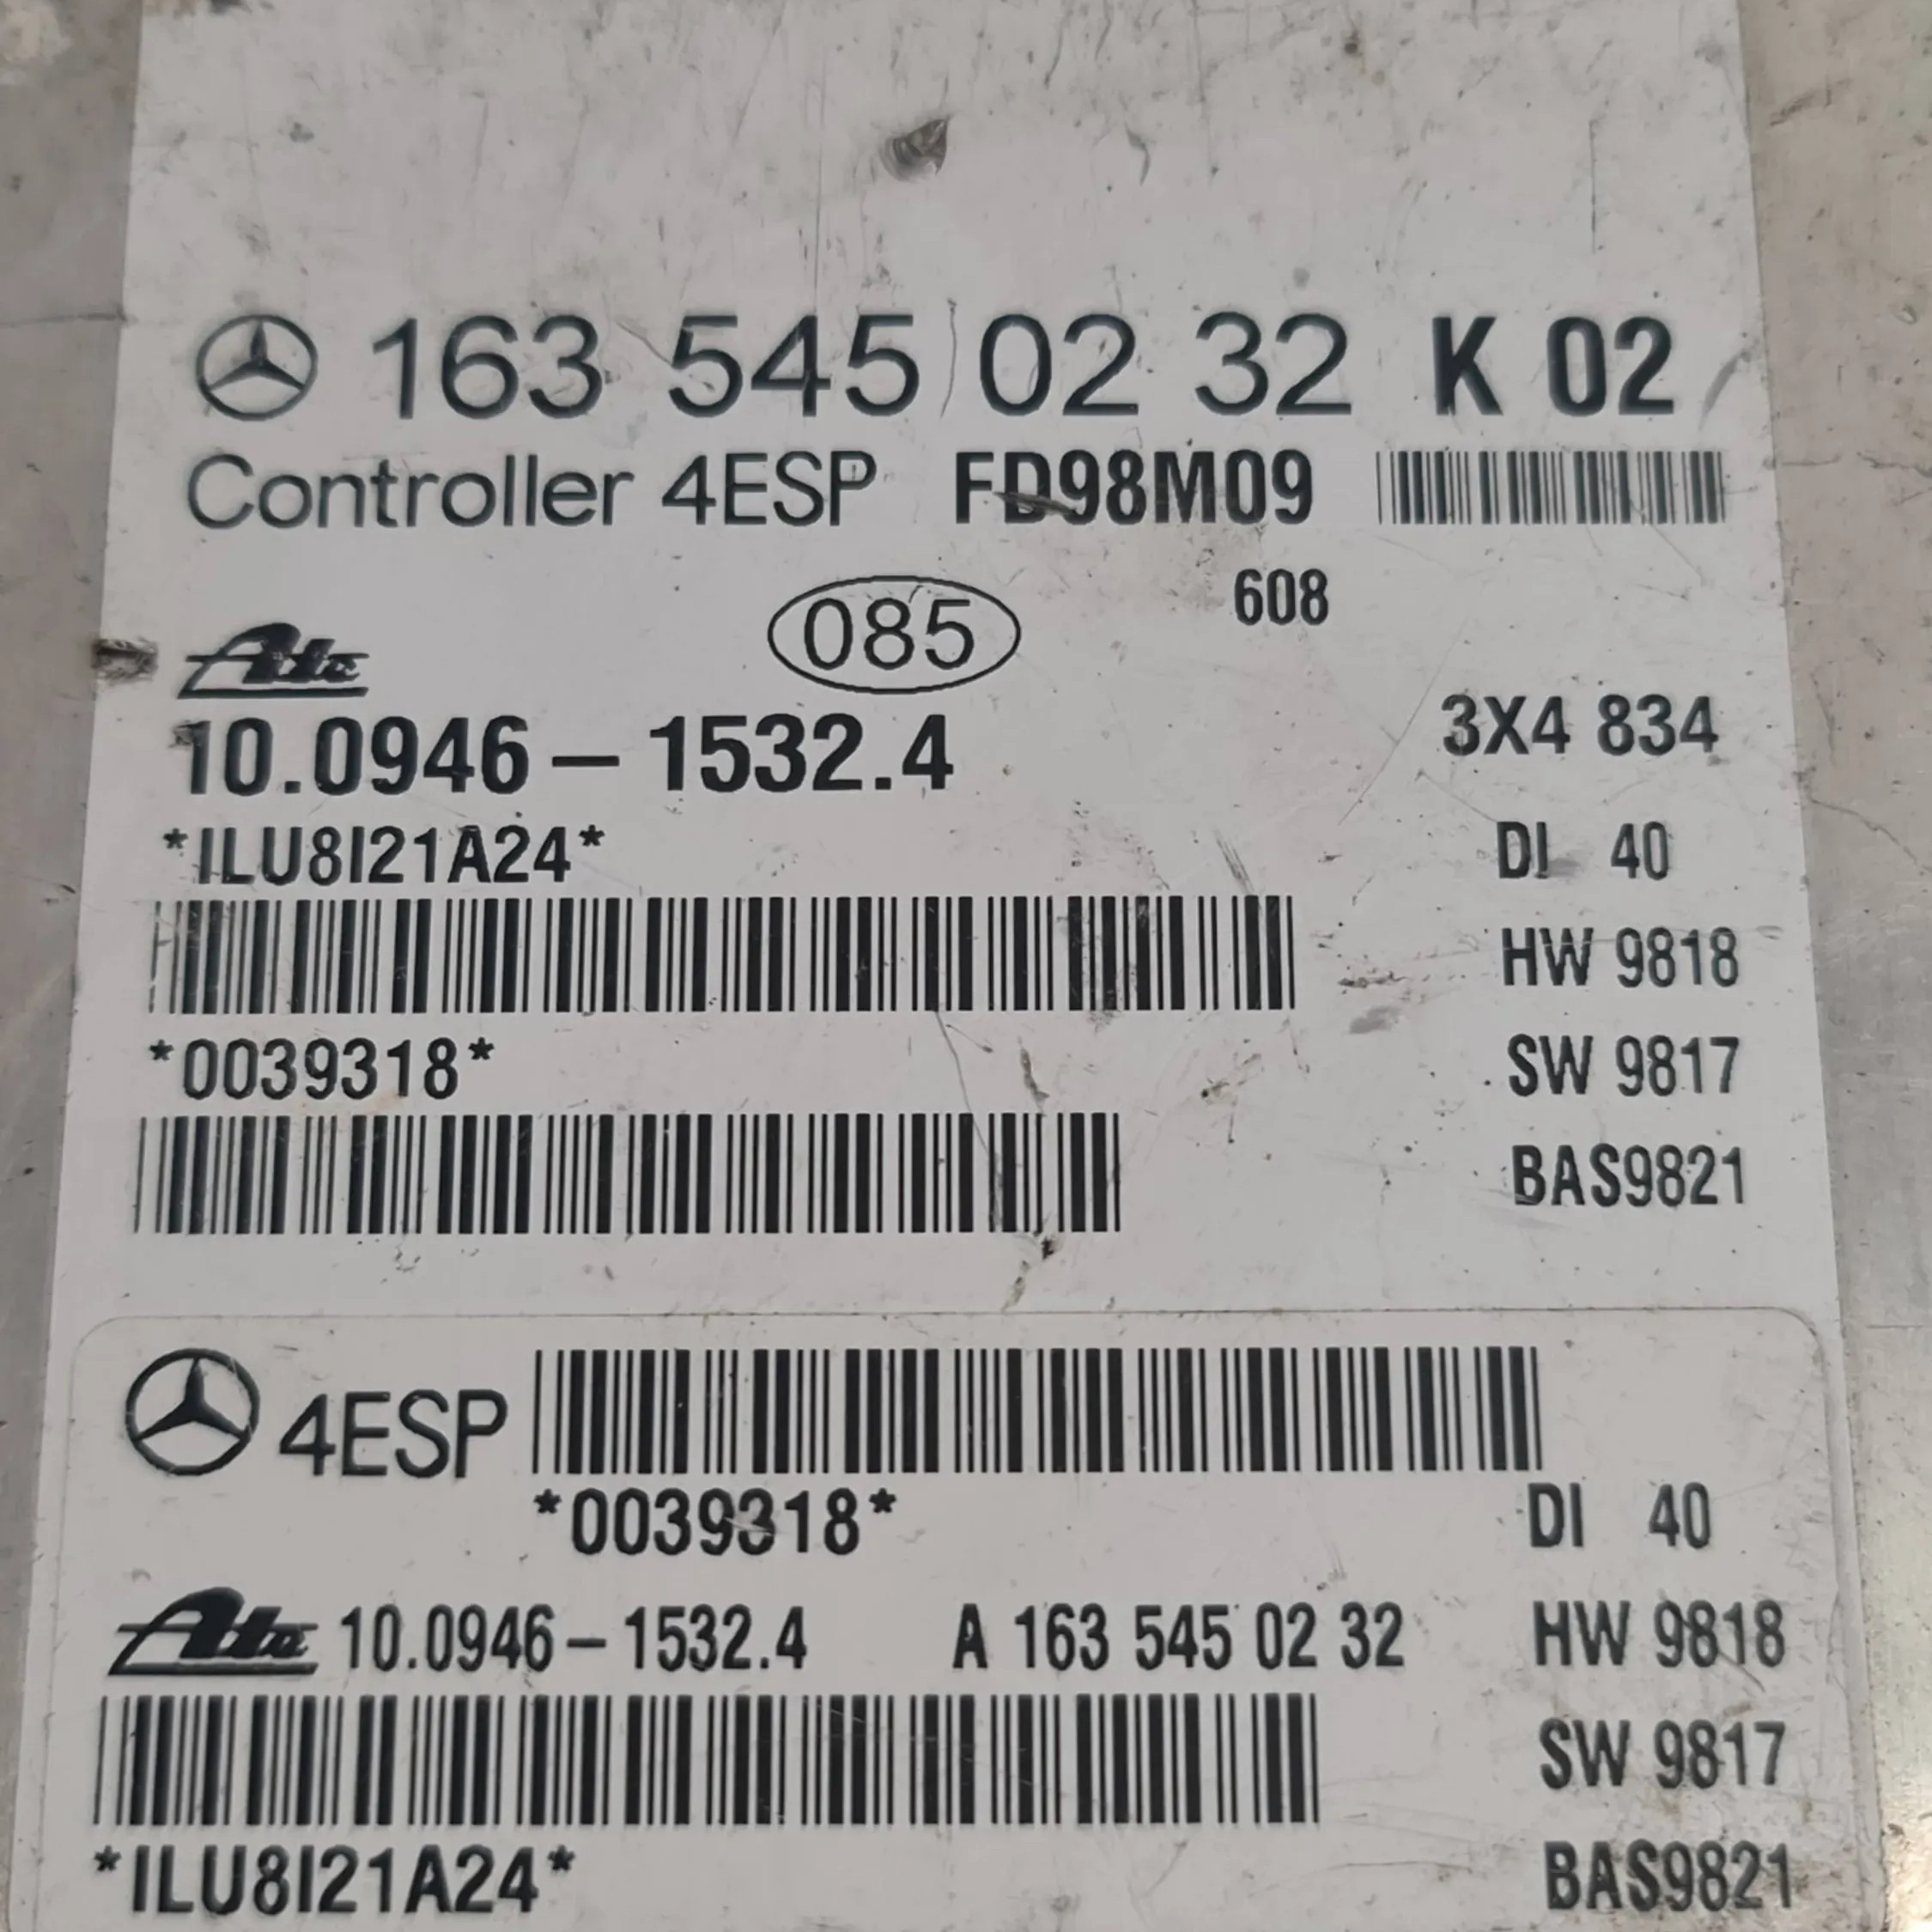 163 545 02 32 K 02
Controller 4ESP FD98M09
608
085
Ate
10.0946-1532.4
3X4 834
*ILU8I21A24*
DI 40
HW 9818
*0039318*
SW 9817
BAS9821
4ESP
*0039318*
DI 40
Ate 10.0946-1532.4 A 163 545 02 32
HW 9818
SW 9817
*ILU8I21A24*
BAS9821